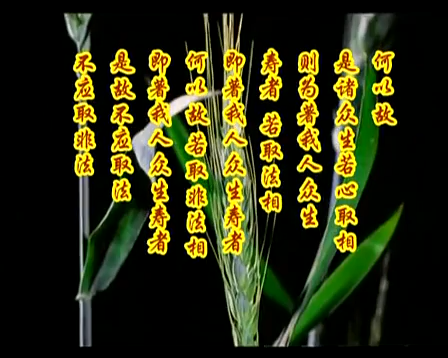 何以故
是诸众生若心取相
则为著我人众生
寿者 若取法相
即著我人众生寿者
何以故若取非法相
即著我人众生寿者
是故不应取法
不应取非法